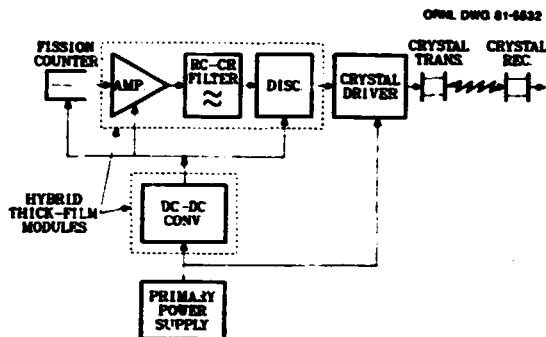 ORNL DWG 81-6632
FISSION
COUNTER
AMP.
RC-CR
FILTER
≈
DISC.
CRYSTAL
DRIVER
CRYSTAL
TRANS.
CRYSTAL
REC.
HYBRID
THICK-FILM
MODULES
DC-DC
CONV
PRIMARY
POWER
SUPPLY